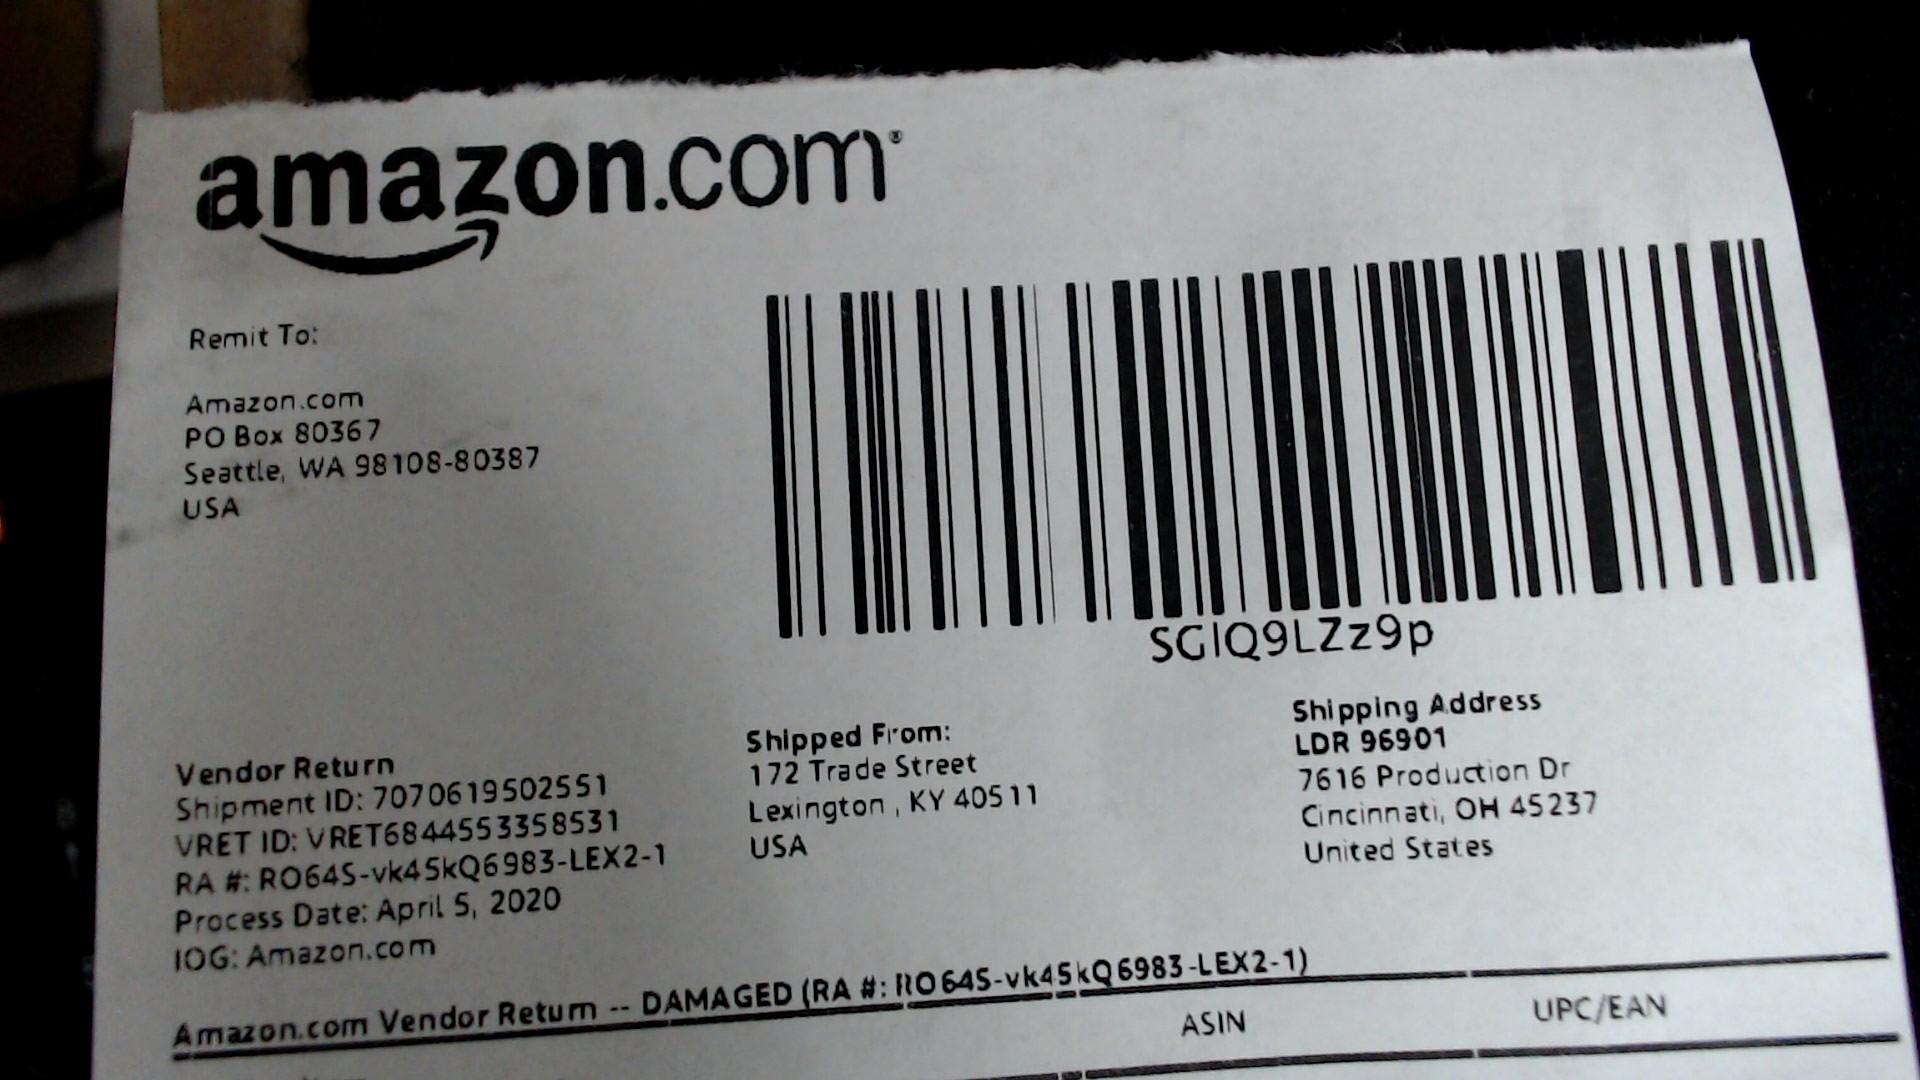 amazon.com®
Remit To:
Amazon.com
PO Box 80367
Seattle, WA 98108-80387
USA
SGIQ9LZz9p
Vendor Return
Shipment ID: 7070619502551
VRET ID: VRET6844553358531
RA #: RO64S-vk45kQ6983-LEX2-1
Process Date: April 5, 2020
IOG: Amazon.com
Shipped From:
172 Trade Street
Lexington , KY 40511
USA
Shipping Address
LDR 96901
7616 Production Dr
Cincinnati, OH 45237
United States
Amazon.com Vendor Return -- DAMAGED (RA #: RO64S-vk45kQ6983-LEX2-1)
ASIN
UPC/EAN